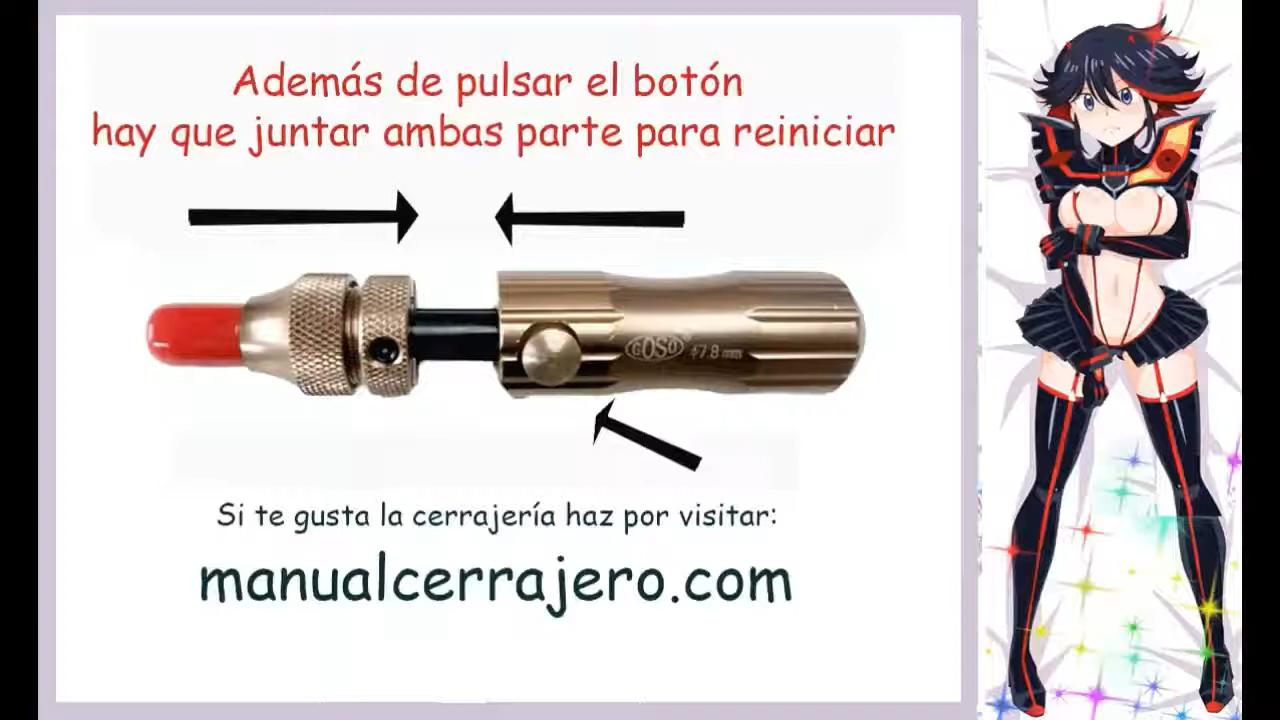 Además de pulsar el botón
hay que juntar ambas parte para reiniciar
GOSO 7.8 mm
Si te gusta la cerrajería haz por visitar:
manualcerrajero.com